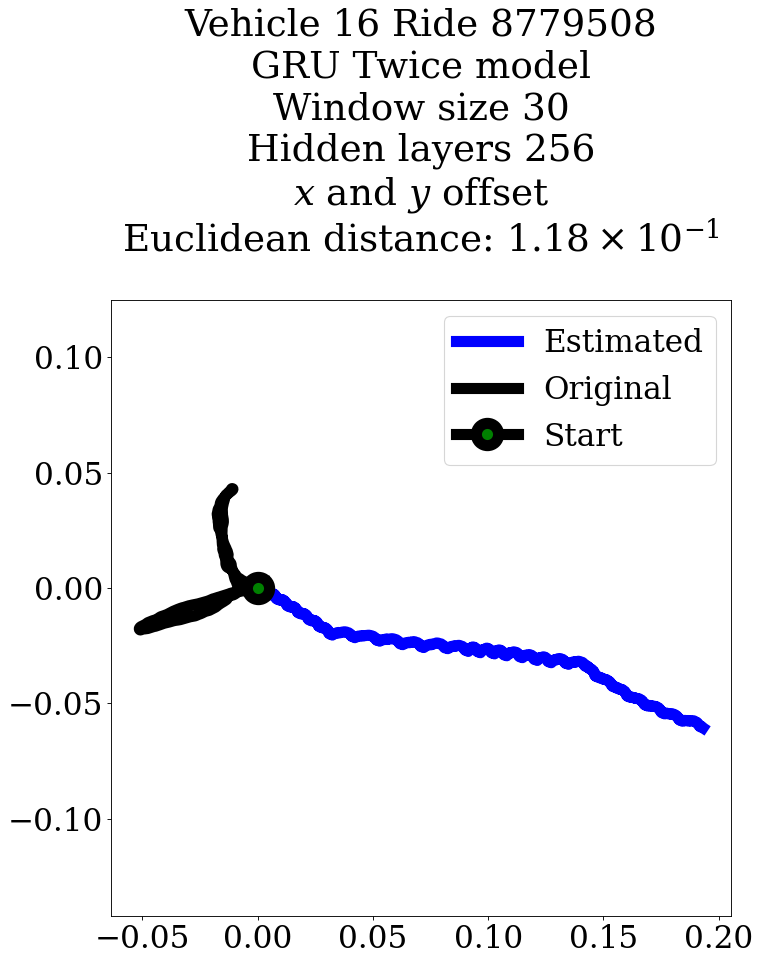 Vehicle 16 Ride 8779508
GRU Twice model
Window size 30
Hidden layers 256
x and y offset
Euclidean distance: 1.18 × 10⁻¹
Estimated
Original
Start
0.10
0.05
0.00
−0.05
−0.10
−0.05 0.00 0.05 0.10 0.15 0.20